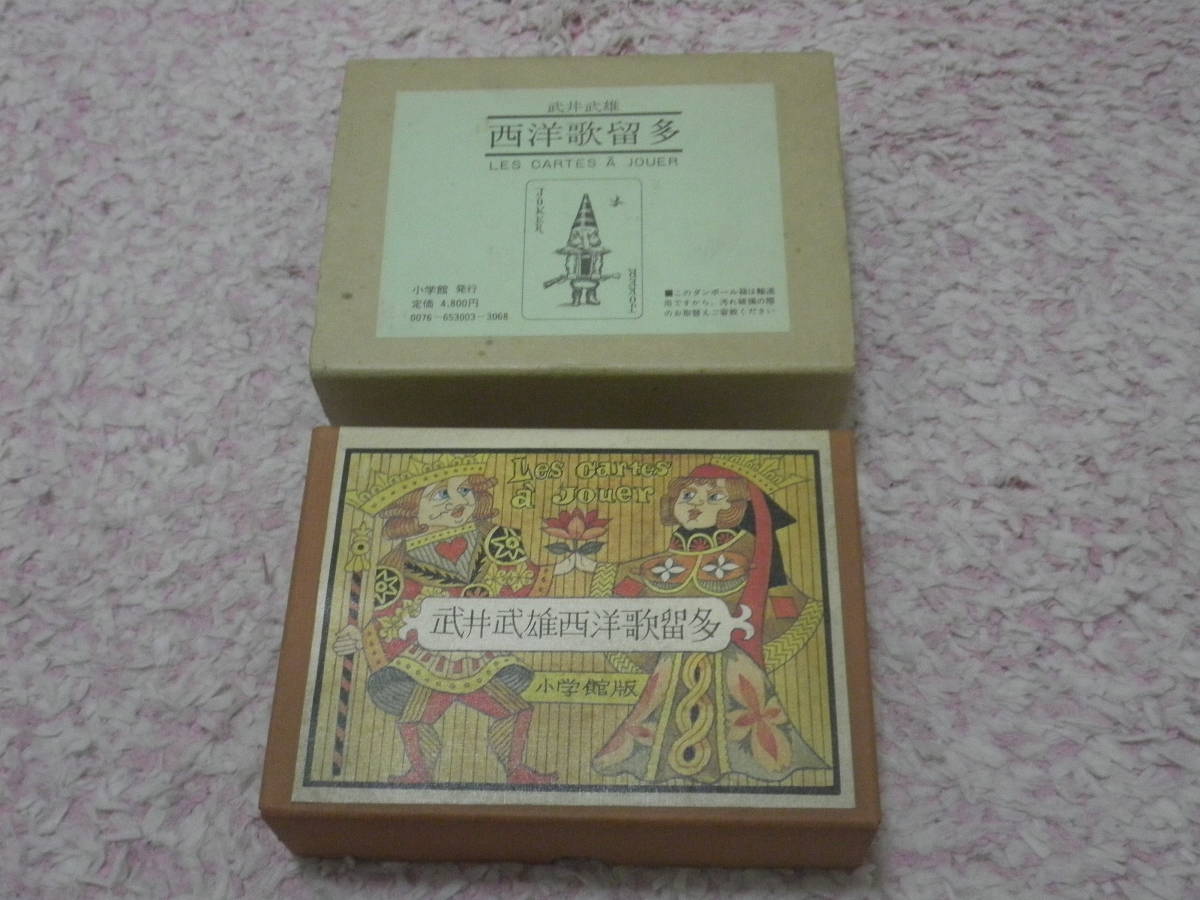 武井武雄
西洋歌留多
LES CARTES À JOUER
JOKER
JOKER
小学館 発行
定価 4,800円
0076-653003-3068
■このダンボール箱は輸送
用ですから、汚れ破損の際
のお取替えご容赦ください
Les cartes
à Jouer
武井武雄西洋歌留多
小学館版